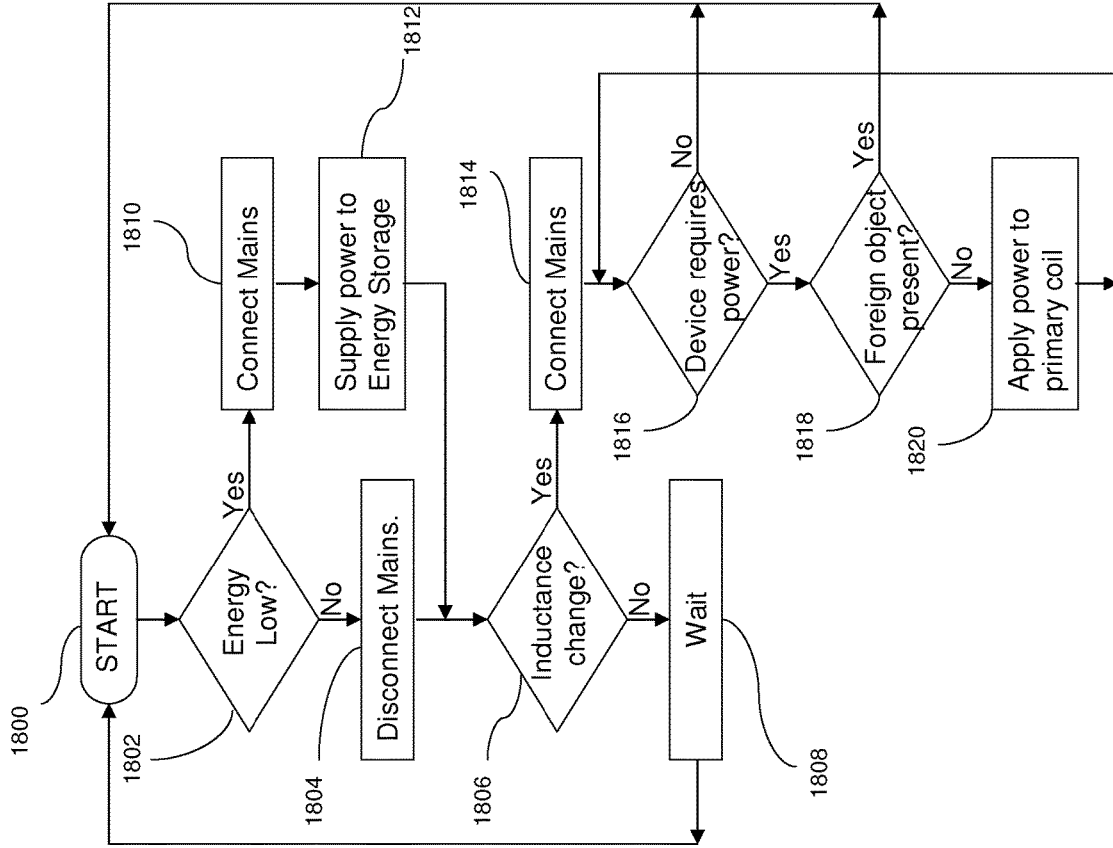 1800
START
1802
Energy
Low?
Yes
No
1810
Connect Mains
1812
Supply power to
Energy Storage
1804
Disconnect Mains.
1806
Inductance
change?
Yes
No
1808
Wait
1814
Connect Mains
1816
Device requires
power?
No
Yes
1818
Foreign object
present?
Yes
No
1820
Apply power to
primary coil